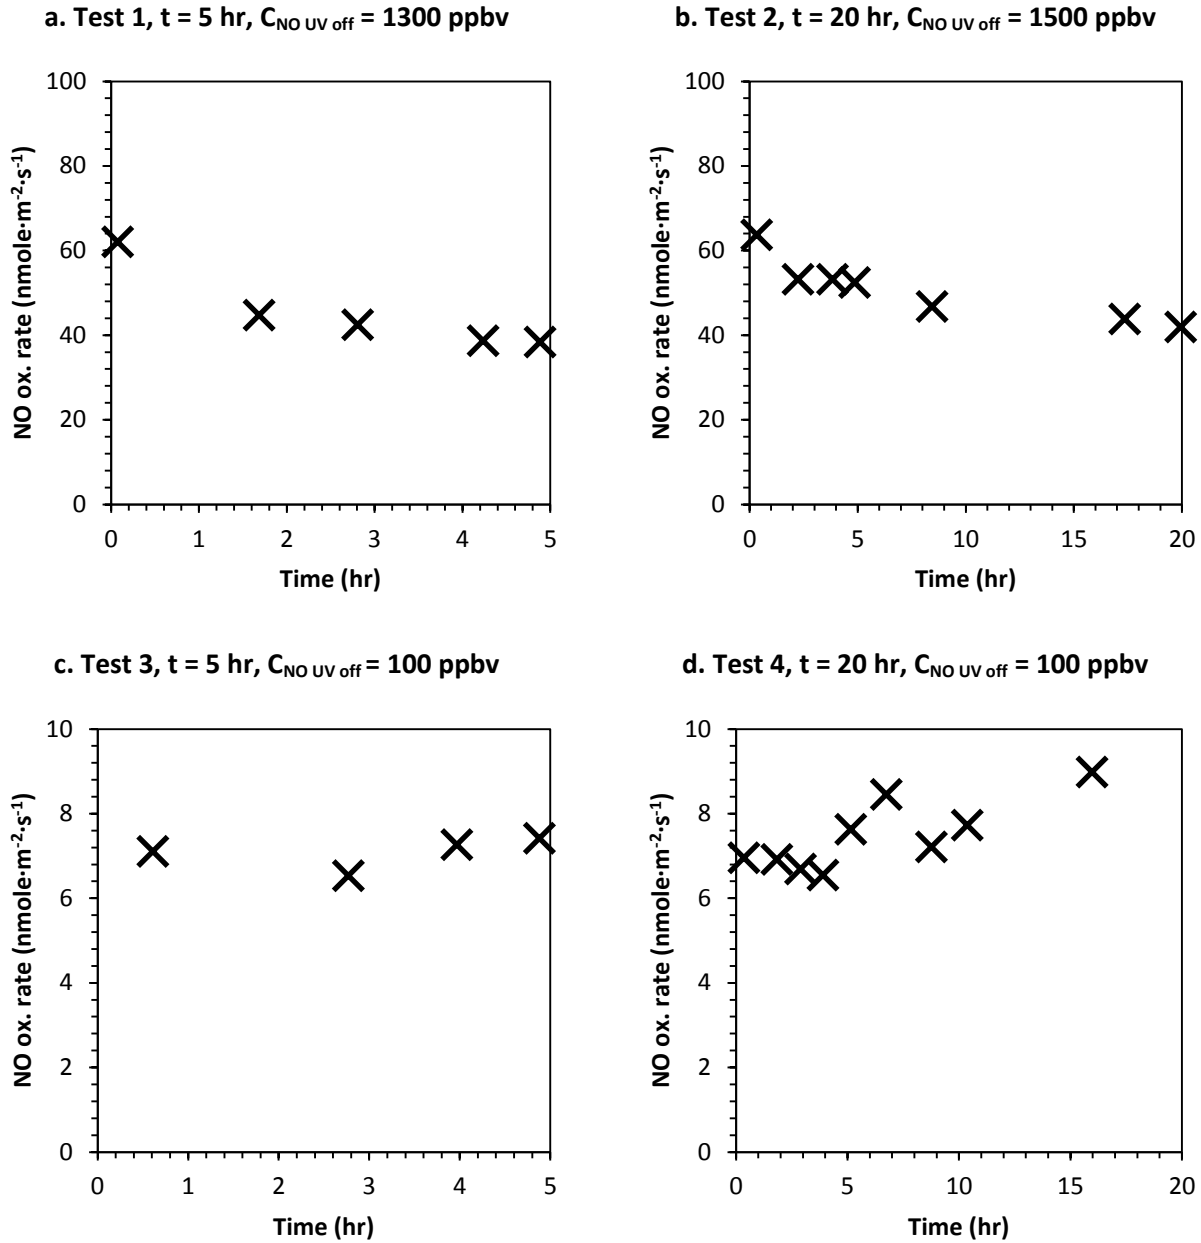 a. Test 1, t = 5 hr, C_NO UV off = 1300 ppbv
100
80
60
40
20
0
NO ox. rate (nmole·m⁻²·s⁻¹)
0 1 2 3 4 5
Time (hr)
b. Test 2, t = 20 hr, C_NO UV off = 1500 ppbv
100
80
60
40
20
0
NO ox. rate (nmole·m⁻²·s⁻¹)
0 5 10 15 20
Time (hr)
c. Test 3, t = 5 hr, C_NO UV off = 100 ppbv
10
8
6
4
2
0
NO ox. rate (nmole·m⁻²·s⁻¹)
0 1 2 3 4 5
Time (hr)
d. Test 4, t = 20 hr, C_NO UV off = 100 ppbv
10
8
6
4
2
0
NO ox. rate (nmole·m⁻²·s⁻¹)
0 5 10 15 20
Time (hr)